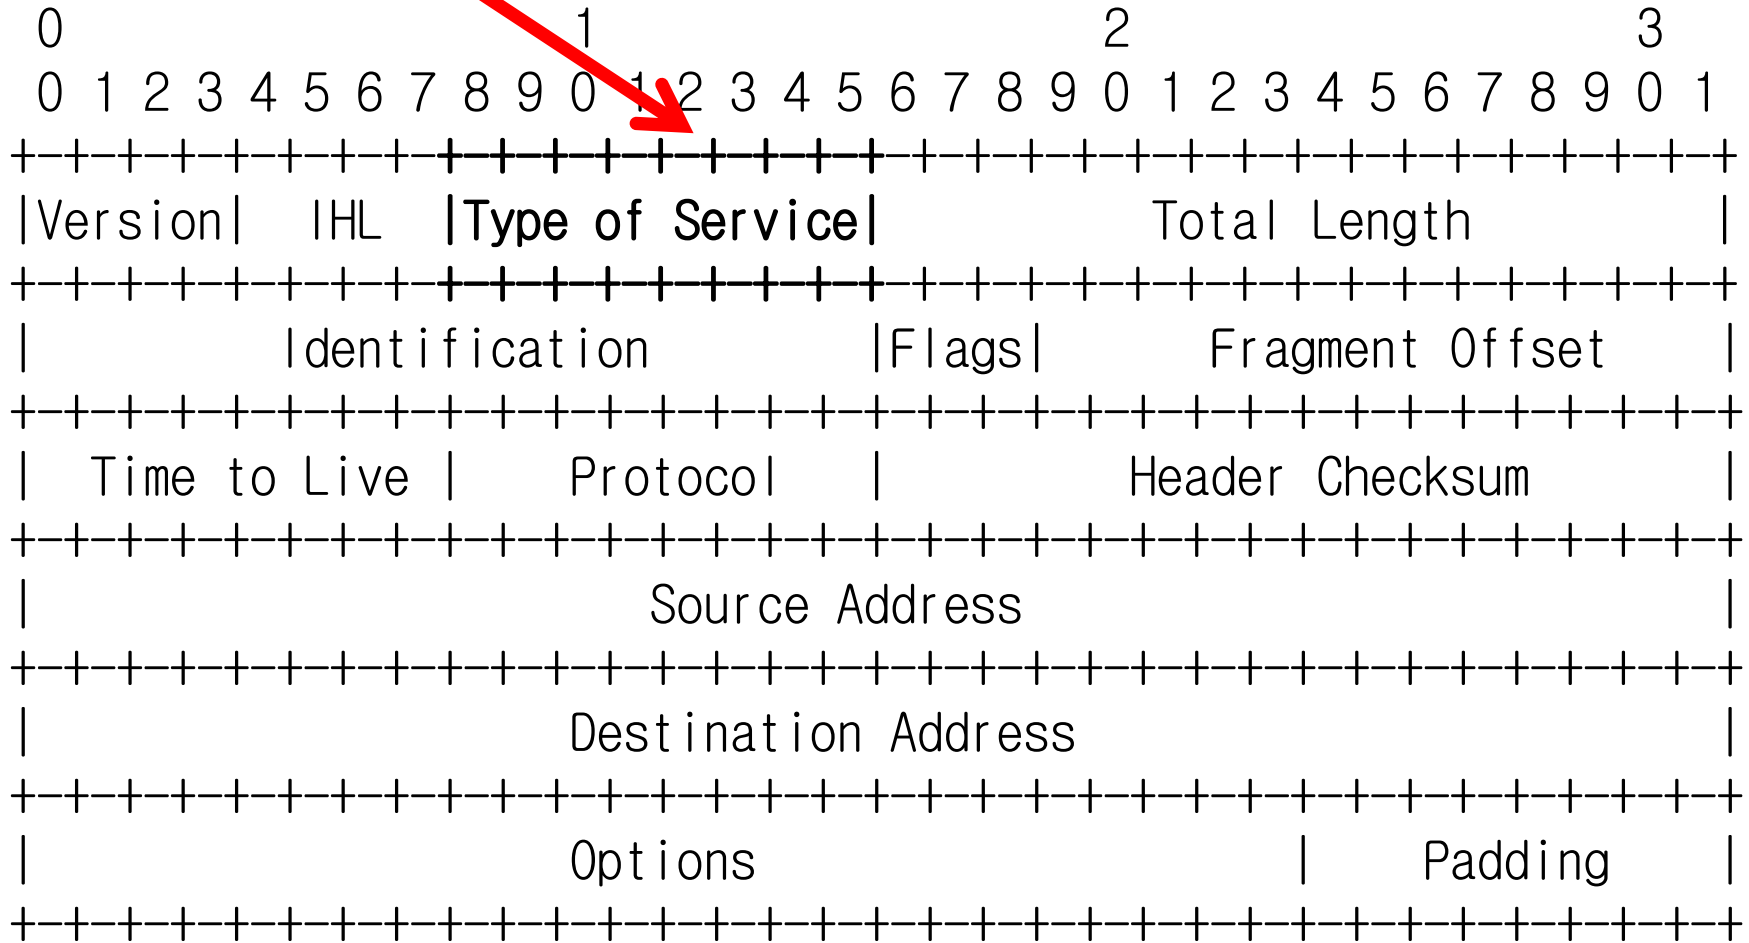 0 1 2 3
0 1 2 3 4 5 6 7 8 9 0 1 2 3 4 5 6 7 8 9 0 1 2 3 4 5 6 7 8 9 0 1
+-+-+-+-+-+-+-+-+-+-+-+-+-+-+-+-+-+-+-+-+-+-+-+-+-+-+-+-+-+-+-+-+
|Version| IHL |Type of Service| Total Length |
+-+-+-+-+-+-+-+-+-+-+-+-+-+-+-+-+-+-+-+-+-+-+-+-+-+-+-+-+-+-+-+-+
| Identification |Flags| Fragment Offset |
+-+-+-+-+-+-+-+-+-+-+-+-+-+-+-+-+-+-+-+-+-+-+-+-+-+-+-+-+-+-+-+-+
| Time to Live | Protocol | Header Checksum |
+-+-+-+-+-+-+-+-+-+-+-+-+-+-+-+-+-+-+-+-+-+-+-+-+-+-+-+-+-+-+-+-+
| Source Address |
+-+-+-+-+-+-+-+-+-+-+-+-+-+-+-+-+-+-+-+-+-+-+-+-+-+-+-+-+-+-+-+-+
| Destination Address |
+-+-+-+-+-+-+-+-+-+-+-+-+-+-+-+-+-+-+-+-+-+-+-+-+-+-+-+-+-+-+-+-+
| Options | Padding |
+-+-+-+-+-+-+-+-+-+-+-+-+-+-+-+-+-+-+-+-+-+-+-+-+-+-+-+-+-+-+-+-+